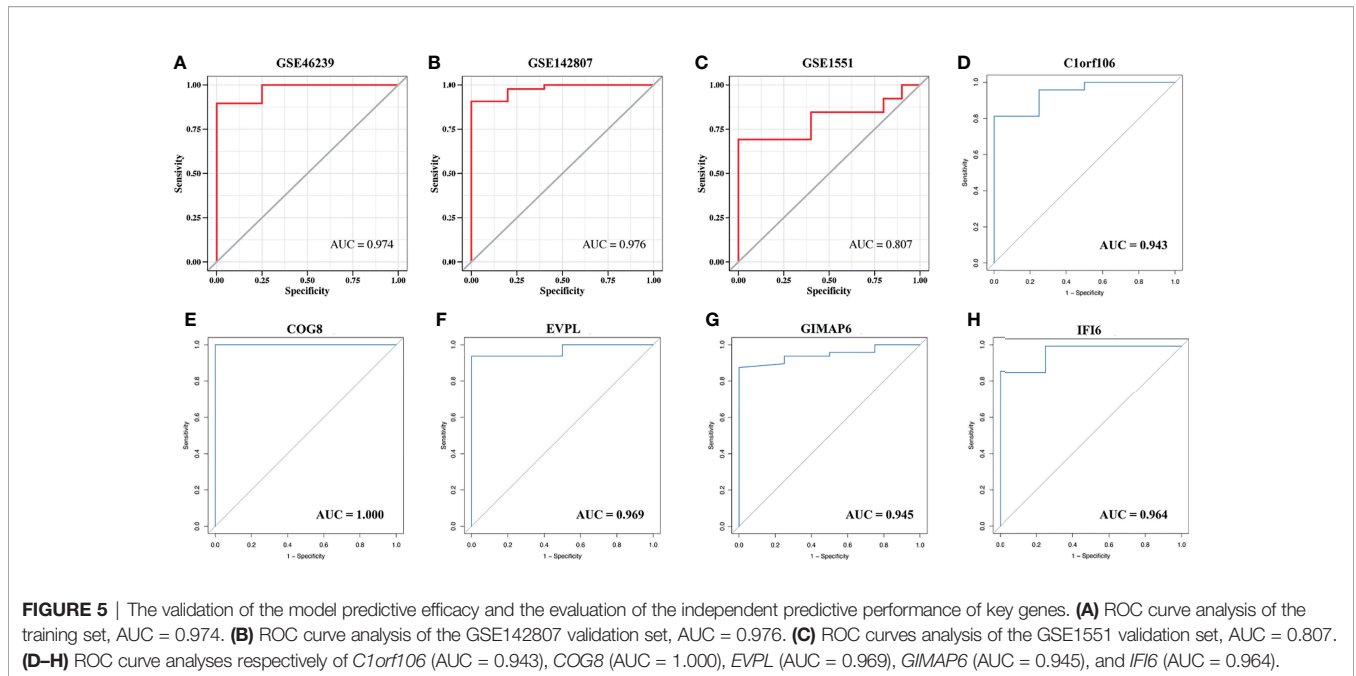 A
GSE46239
1.00
0.75
0.50
0.25
0.00
Sensivity
AUC = 0.974
0.00 0.25 0.50 0.75 1.00
Specificity
B
GSE142807
1.00
0.75
0.50
0.25
0.00
Sensivity
AUC = 0.976
0.00 0.25 0.50 0.75 1.00
Specificity
C
GSE1551
1.00
0.75
0.50
0.25
0.00
Sensivity
AUC = 0.807
0.00 0.25 0.50 0.75 1.00
Specificity
D
C1orf106
1.0
0.8
0.6
0.4
0.2
0.0
Sensitivity
AUC = 0.943
0.0 0.2 0.4 0.6 0.8 1.0
1 − Specificity
E
COG8
1.0
0.8
0.6
0.4
0.2
0.0
Sensitivity
AUC = 1.000
0.0 0.2 0.4 0.6 0.8 1.0
1 − Specificity
F
EVPL
1.0
0.8
0.6
0.4
0.2
0.0
Sensitivity
AUC = 0.969
0.0 0.2 0.4 0.6 0.8 1.0
1 − Specificity
G
GIMAP6
1.0
0.8
0.6
0.4
0.2
0.0
Sensitivity
AUC = 0.945
0.0 0.2 0.4 0.6 0.8 1.0
1 − Specificity
H
IFI6
1.0
0.8
0.6
0.4
0.2
0.0
Sensitivity
AUC = 0.964
0.0 0.2 0.4 0.6 0.8 1.0
1 − Specificity
FIGURE 5 | The validation of the model predictive efficacy and the evaluation of the independent predictive performance of key genes. (A) ROC curve analysis of the
training set, AUC = 0.974. (B) ROC curve analysis of the GSE142807 validation set, AUC = 0.976. (C) ROC curves analysis of the GSE1551 validation set, AUC = 0.807.
(D–H) ROC curve analyses respectively of C1orf106 (AUC = 0.943), COG8 (AUC = 1.000), EVPL (AUC = 0.969), GIMAP6 (AUC = 0.945), and IFI6 (AUC = 0.964).